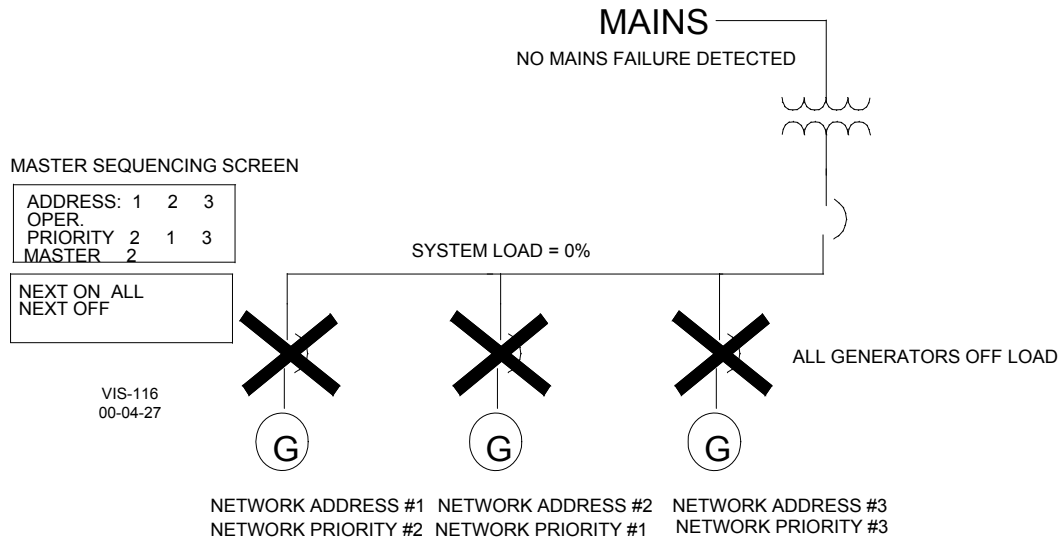 MAINS
NO MAINS FAILURE DETECTED
MASTER SEQUENCING SCREEN
ADDRESS: 1 2 3
OPER.
PRIORITY 2 1 3
MASTER 2
SYSTEM LOAD = 0%
NEXT ON ALL
NEXT OFF
ALL GENERATORS OFF LOAD
VIS-116
00-04-27
G G G
NETWORK ADDRESS #1 NETWORK ADDRESS #2 NETWORK ADDRESS #3
NETWORK PRIORITY #2 NETWORK PRIORITY #1 NETWORK PRIORITY #3